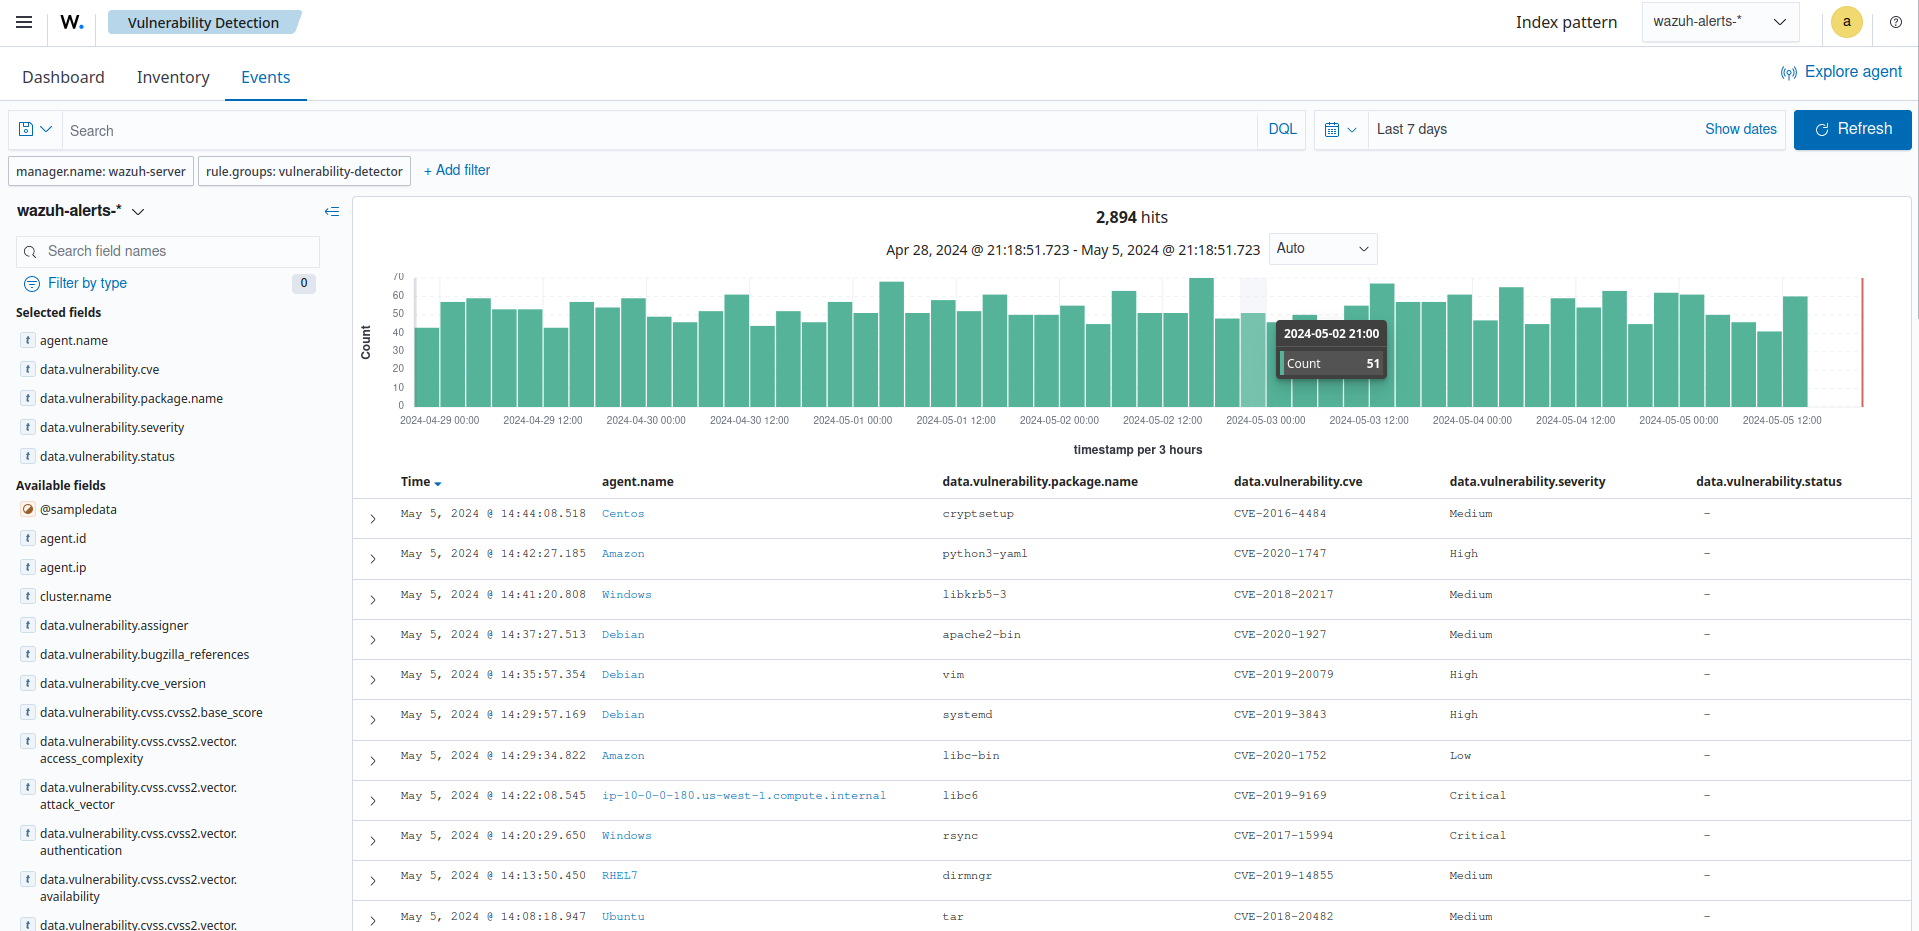 W. Vulnerability Detection Index pattern wazuh-alerts-* a
Dashboard Inventory Events Explore agent
Search DQL Last 7 days Show dates Refresh
manager.name: wazuh-server rule.groups: vulnerability-detector + Add filter
wazuh-alerts-*
Search field names
Filter by type 0
Selected fields
t agent.name
t data.vulnerability.cve
t data.vulnerability.package.name
t data.vulnerability.severity
t data.vulnerability.status
Available fields
@sampledata
t agent.id
t agent.ip
t cluster.name
t data.vulnerability.assigner
t data.vulnerability.bugzilla_references
t data.vulnerability.cve_version
t data.vulnerability.cvss.cvss2.base_score
t data.vulnerability.cvss.cvss2.vector.
access_complexity
t data.vulnerability.cvss.cvss2.vector.
attack_vector
t data.vulnerability.cvss.cvss2.vector.
authentication
t data.vulnerability.cvss.cvss2.vector.
availability
t data.vulnerability.cvss.cvss2.vector.
2,894 hits
Apr 28, 2024 @ 21:18:51.723 - May 5, 2024 @ 21:18:51.723 Auto
Count
70
60
50
40
30
20
10
0
2024-05-02 21:00
Count 51
2024-04-29 00:00 2024-04-29 12:00 2024-04-30 00:00 2024-04-30 12:00 2024-05-01 00:00 2024-05-01 12:00 2024-05-02 00:00 2024-05-02 12:00 2024-05-03 00:00 2024-05-03 12:00 2024-05-04 00:00 2024-05-04 12:00 2024-05-05 00:00 2024-05-05 12:00
timestamp per 3 hours
Time agent.name data.vulnerability.package.name data.vulnerability.cve data.vulnerability.severity data.vulnerability.status
May 5, 2024 @ 14:44:08.518 Centos cryptsetup CVE-2016-4484 Medium -
May 5, 2024 @ 14:42:27.185 Amazon python3-yaml CVE-2020-1747 High -
May 5, 2024 @ 14:41:20.808 Windows libkrb5-3 CVE-2018-20217 Medium -
May 5, 2024 @ 14:37:27.513 Debian apache2-bin CVE-2020-1927 Medium -
May 5, 2024 @ 14:35:57.354 Debian vim CVE-2019-20079 High -
May 5, 2024 @ 14:29:57.169 Debian systemd CVE-2019-3843 High -
May 5, 2024 @ 14:29:34.822 Amazon libc-bin CVE-2020-1752 Low -
May 5, 2024 @ 14:22:08.545 ip-10-0-0-180.us-west-1.compute.internal libc6 CVE-2019-9169 Critical -
May 5, 2024 @ 14:20:29.650 Windows rsync CVE-2017-15994 Critical -
May 5, 2024 @ 14:13:50.450 RHEL7 dirmngr CVE-2019-14855 Medium -
May 5, 2024 @ 14:08:18.947 Ubuntu tar CVE-2018-20482 Medium -